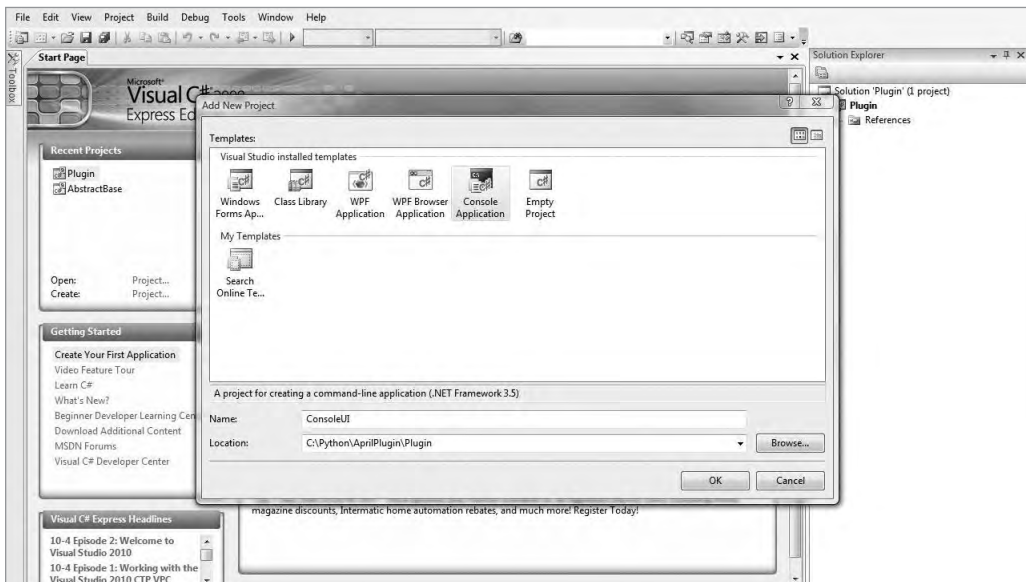 File Edit View Project Build Debug Tools Window Help
Toolbox
Start Page
Solution Explorer
Microsoft®
Visual C#
Express Ed
Solution 'Plugin' (1 project)
Plugin
References
Recent Projects
Plugin
AbstractBase
Open: Project...
Create: Project...
Getting Started
Create Your First Application
Video Feature Tour
Learn C#
What's New?
Beginner Developer Learning Cen
Download Additional Content
MSDN Forums
Visual C# Developer Center
Visual C# Express Headlines
10-4 Episode 2: Welcome to
Visual Studio 2010
10-4 Episode 1: Working with the
Visual Studio 2010 CTP VPC
Add New Project
Templates:
Visual Studio installed templates
Windows Forms Ap...
Class Library
WPF Application
WPF Browser Application
Console Application
Empty Project
My Templates
Search Online Te...
A project for creating a command-line application (.NET Framework 3.5)
Name: ConsoleUI
Location: C:\Python\AprilPlugin\Plugin
Browse...
OK Cancel
magazine discounts, Intermatic home automation rebates, and much more! Register Today!